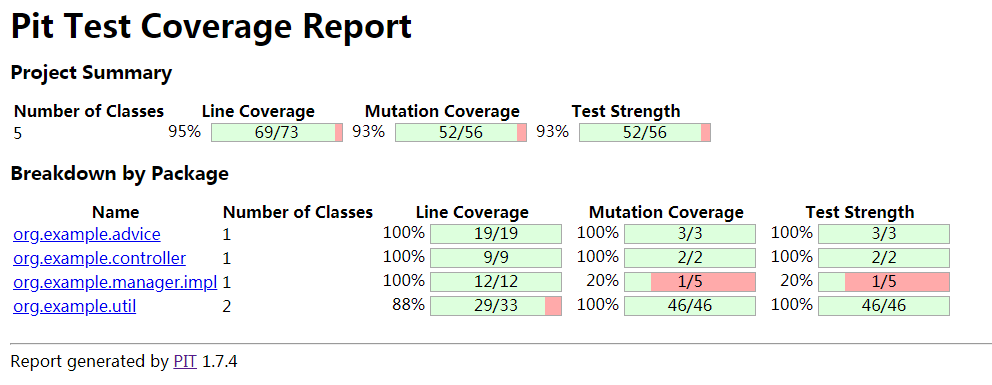 Pit Test Coverage Report
Project Summary
Number of Classes Line Coverage Mutation Coverage Test Strength
5 95% 69/73 93% 52/56 93% 52/56
Breakdown by Package
Name Number of Classes Line Coverage Mutation Coverage Test Strength
org.example.advice 1 100% 19/19 100% 3/3 100% 3/3
org.example.controller 1 100% 9/9 100% 2/2 100% 2/2
org.example.manager.impl 1 100% 12/12 20% 1/5 20% 1/5
org.example.util 2 88% 29/33 100% 46/46 100% 46/46
Report generated by PIT 1.7.4